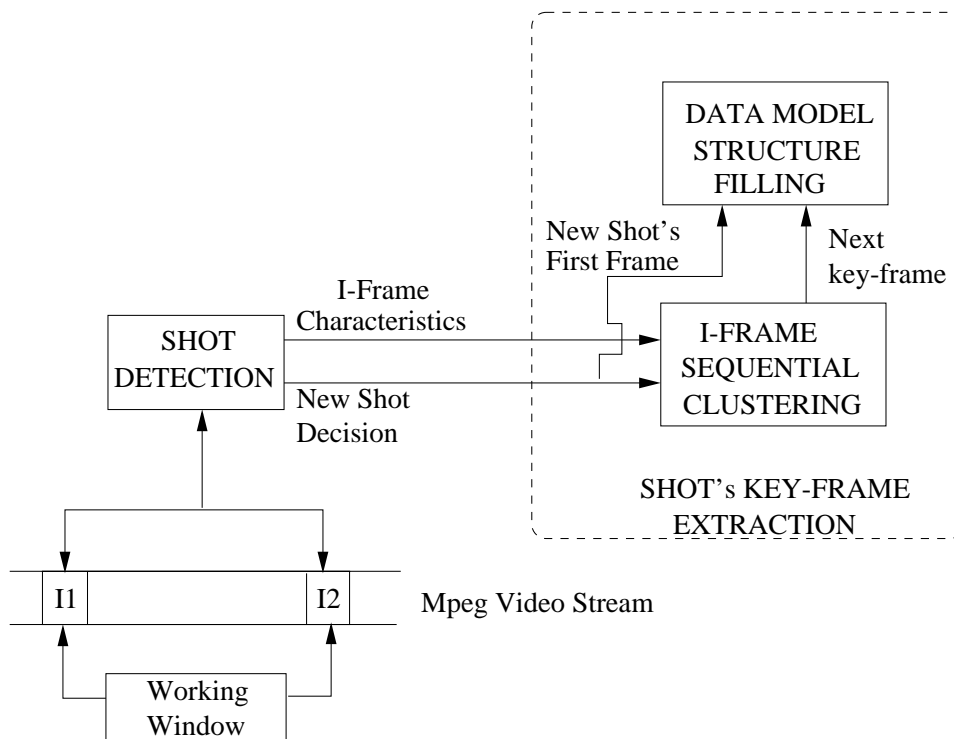 DATA MODEL
STRUCTURE
FILLING
New Shot's
First Frame
Next
key-frame
I-Frame
Characteristics
SHOT
DETECTION
I-FRAME
SEQUENTIAL
CLUSTERING
New Shot
Decision
SHOT's KEY-FRAME
EXTRACTION
I1
I2
Mpeg Video Stream
Working
Window